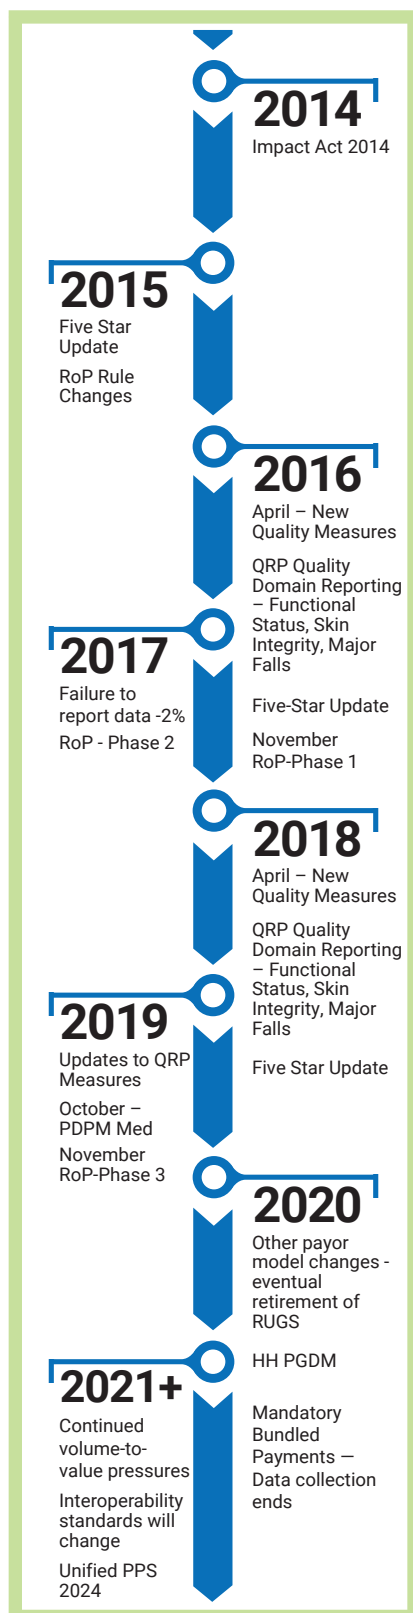 2014
Impact Act 2014
2015
Five Star
Update
RoP Rule
Changes
2016
April – New
Quality Measures
QRP Quality
Domain Reporting
– Functional
Status, Skin
Integrity, Major
Falls
Five-Star Update
November
RoP-Phase 1
2017
Failure to
report data -2%
RoP - Phase 2
2018
April – New
Quality Measures
QRP Quality
Domain Reporting
– Functional
Status, Skin
Integrity, Major
Falls
Five Star Update
2019
Updates to QRP
Measures
October –
PDPM Med
November
RoP-Phase 3
2020
Other payor
model changes -
eventual
retirement of
RUGS
HH PGDM
Mandatory
Bundled
Payments —
Data collection
ends
2021+
Continued
volume-to-
value pressures
Interoperability
standards will
change
Unified PPS
2024